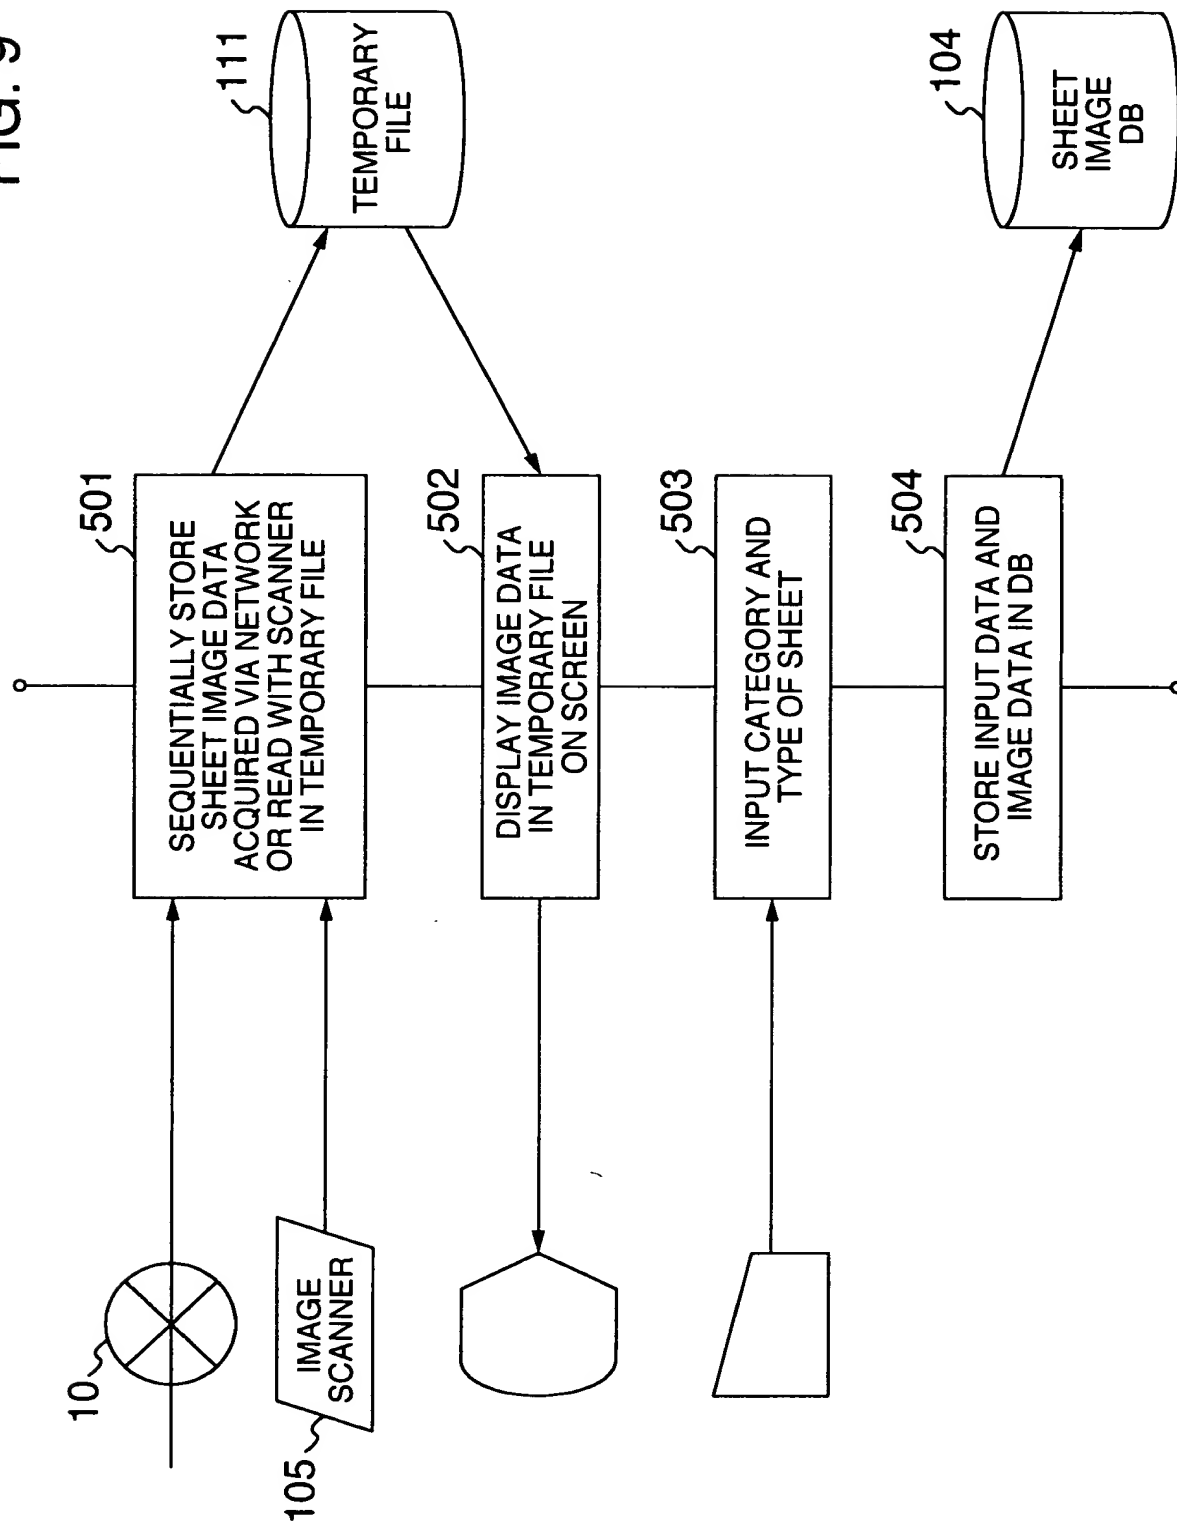 FIG. 9
10
501
SEQUENTIALLY STORE
SHEET IMAGE DATA
ACQUIRED VIA NETWORK
OR READ WITH SCANNER
IN TEMPORARY FILE
111
TEMPORARY
FILE
105
IMAGE
SCANNER
502
DISPLAY IMAGE DATA
IN TEMPORARY FILE
ON SCREEN
503
INPUT CATEGORY AND
TYPE OF SHEET
504
STORE INPUT DATA AND
IMAGE DATA IN DB
104
SHEET
IMAGE
DB